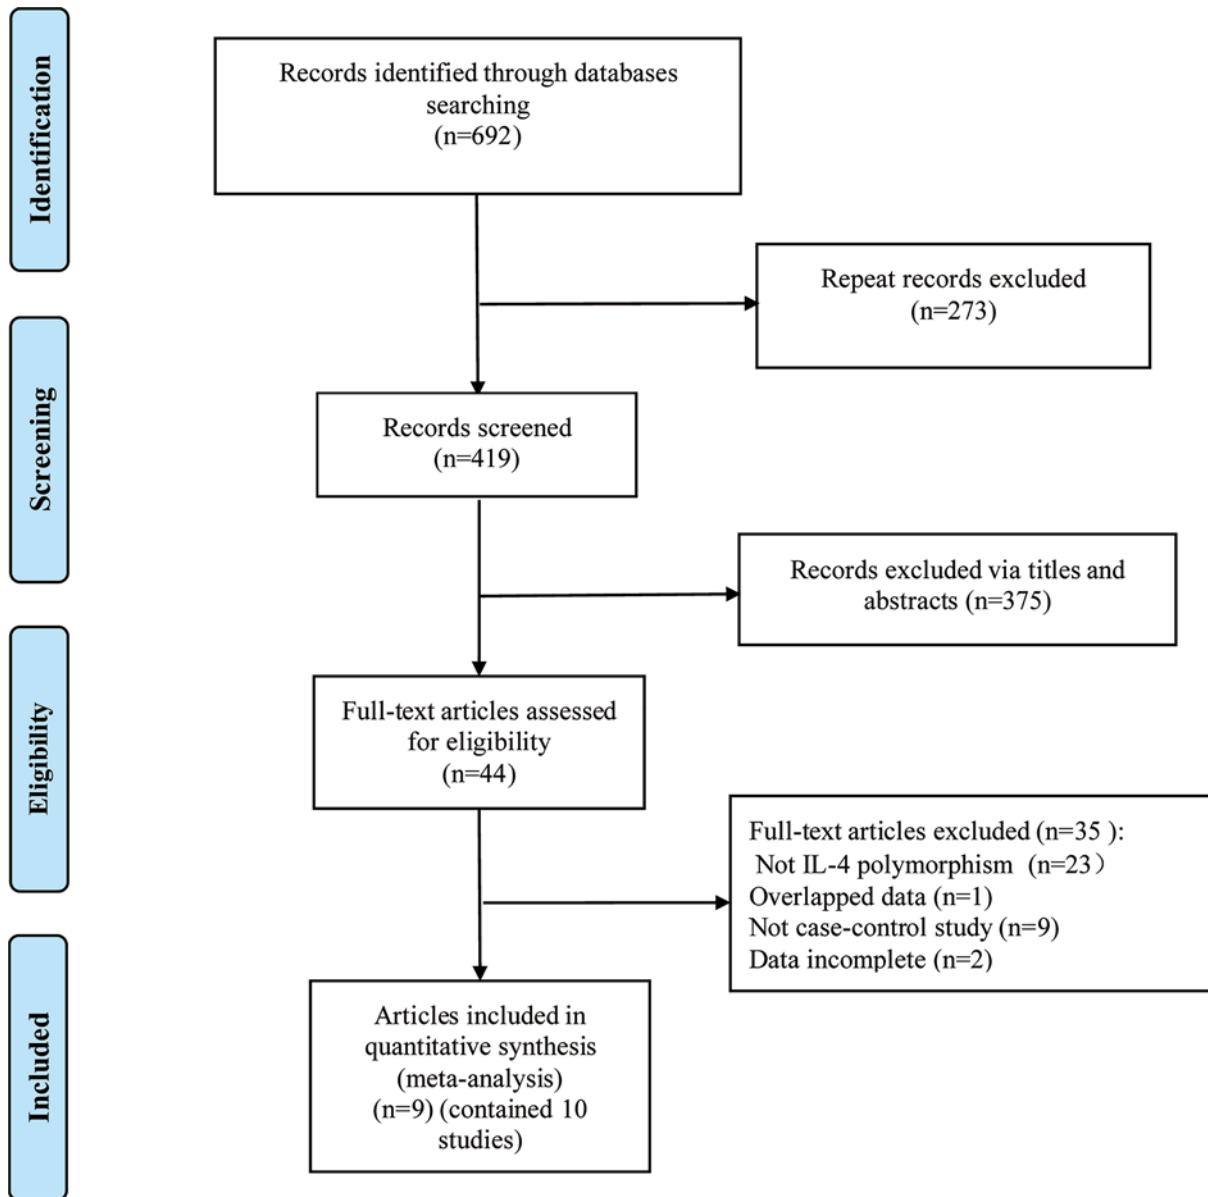 Identification
Records identified through databases
searching
(n=692)
Repeat records excluded
(n=273)
Screening
Records screened
(n=419)
Records excluded via titles and
abstracts (n=375)
Eligibility
Full-text articles assessed
for eligibility
(n=44)
Full-text articles excluded (n=35 ):
Not IL-4 polymorphism (n=23）
Overlapped data (n=1)
Not case-control study (n=9)
Data incomplete (n=2)
Included
Articles included in
quantitative synthesis
(meta-analysis)
(n=9) (contained 10
studies)